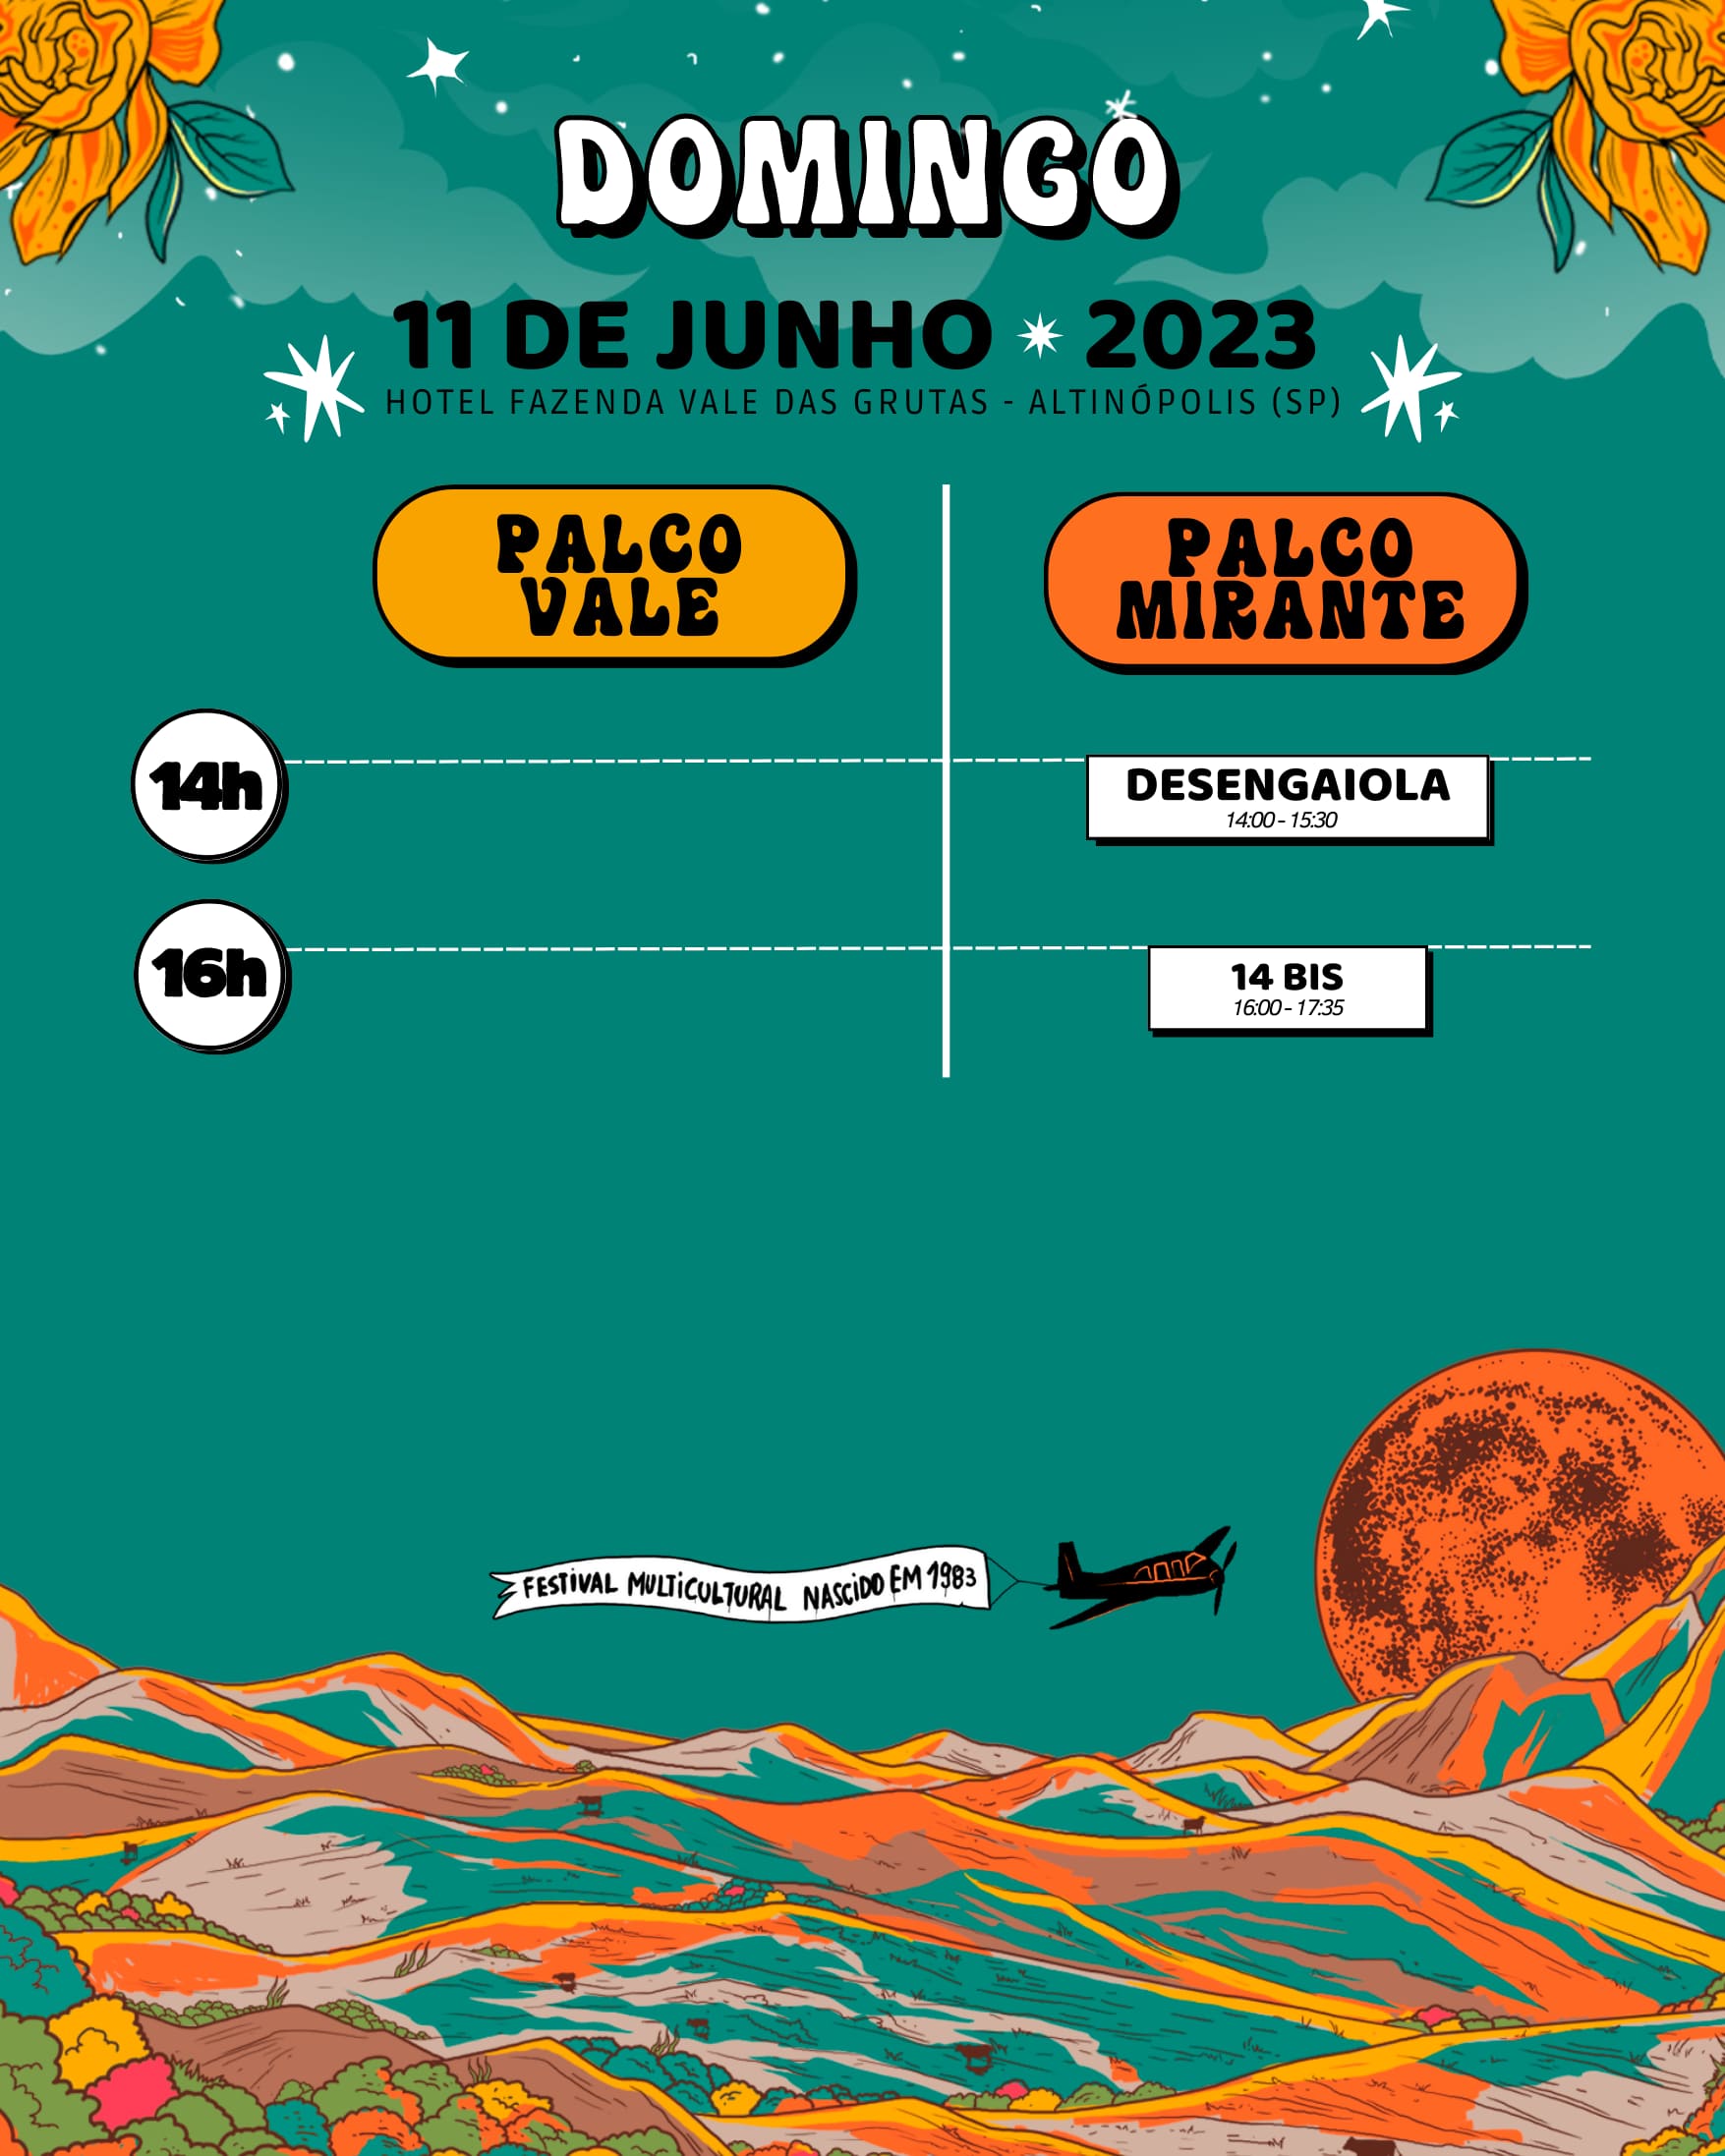 DOMINGO
11 DE JUNHO 2023
HOTEL FAZENDA VALE DAS GRUTAS - ALTINÓPOLIS (SP)
PALCO
VALE
PALCO
MIRANTE
14h
DESENGAIOLA
14:00 - 15:30
16h
14 BIS
16:00 - 17:35
FESTIVAL MULTICULTURAL NASCIDO EM 1983